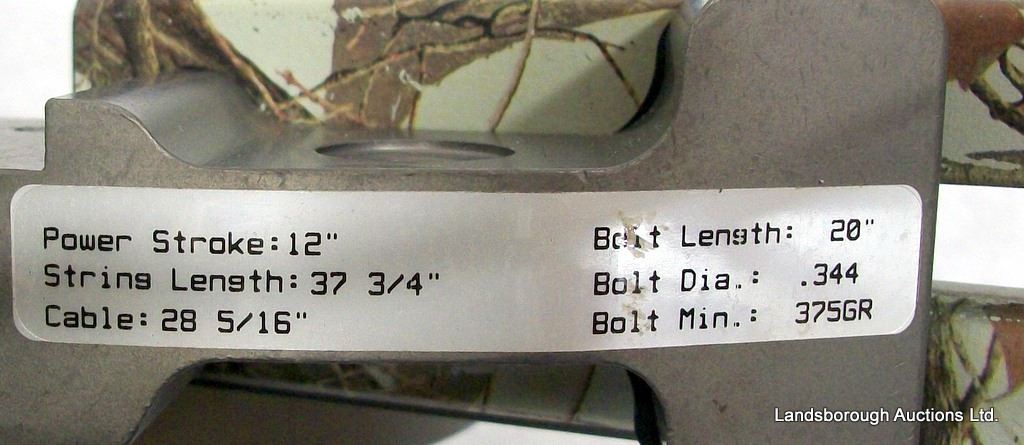 Power Stroke: 12"
String Length: 37 3/4"
Cable: 28 5/16"
Bolt Length: 20"
Bolt Dia.: .344
Bolt Min.: 375GR
Landsborough Auctions Ltd.